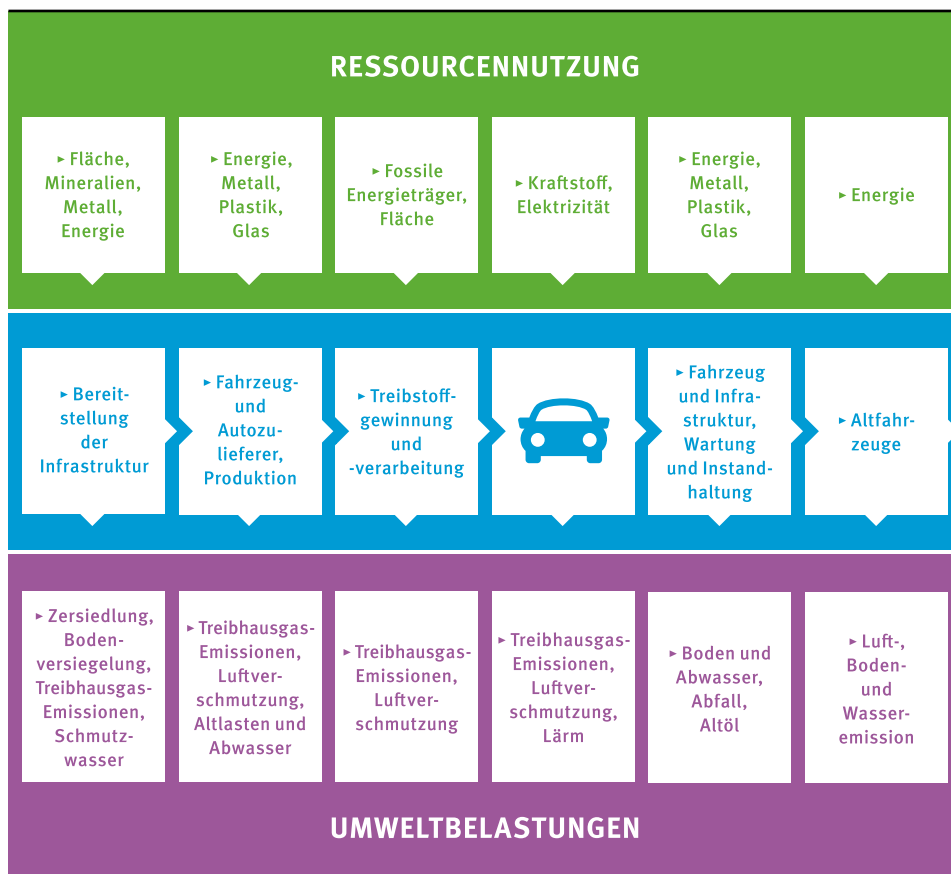 RESSOURCENNUTZUNG
▸ Fläche,
Mineralien,
Metall,
Energie
▸ Energie,
Metall,
Plastik,
Glas
▸ Fossile
Energieträger,
Fläche
▸ Kraftstoff,
Elektrizität
▸ Energie,
Metall,
Plastik,
Glas
▸ Energie
▸ Bereit-
stellung
der
Infrastruktur
▸ Fahrzeug-
und
Autozu-
lieferer,
Produktion
▸ Treibstoff-
gewinnung
und
-verarbeitung
▸ Fahrzeug
und Infra-
struktur,
Wartung
und Instand-
haltung
▸ Altfahr-
zeuge
▸ Zersiedlung,
Boden-
versiegelung,
Treibhausgas-
Emissionen,
Schmutz-
wasser
▸ Treibhausgas-
Emissionen,
Luftver-
schmutzung,
Altlasten und
Abwasser
▸ Treibhausgas-
Emissionen,
Luftver-
schmutzung
▸ Treibhausgas-
Emissionen,
Luftver-
schmutzung,
Lärm
▸ Boden und
Abwasser,
Abfall,
Altöl
▸ Luft-,
Boden-
und
Wasser-
emission
UMWELTBELASTUNGEN